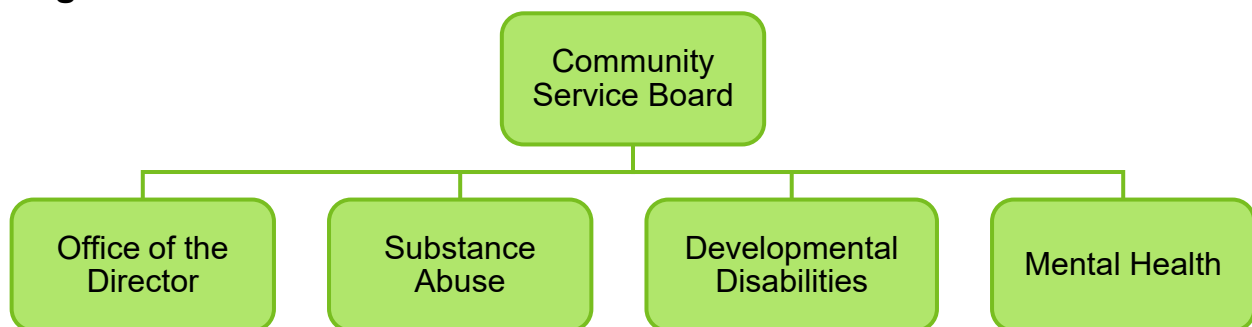 Community
Service Board
Office of the
Director
Substance
Abuse
Developmental
Disabilities
Mental Health